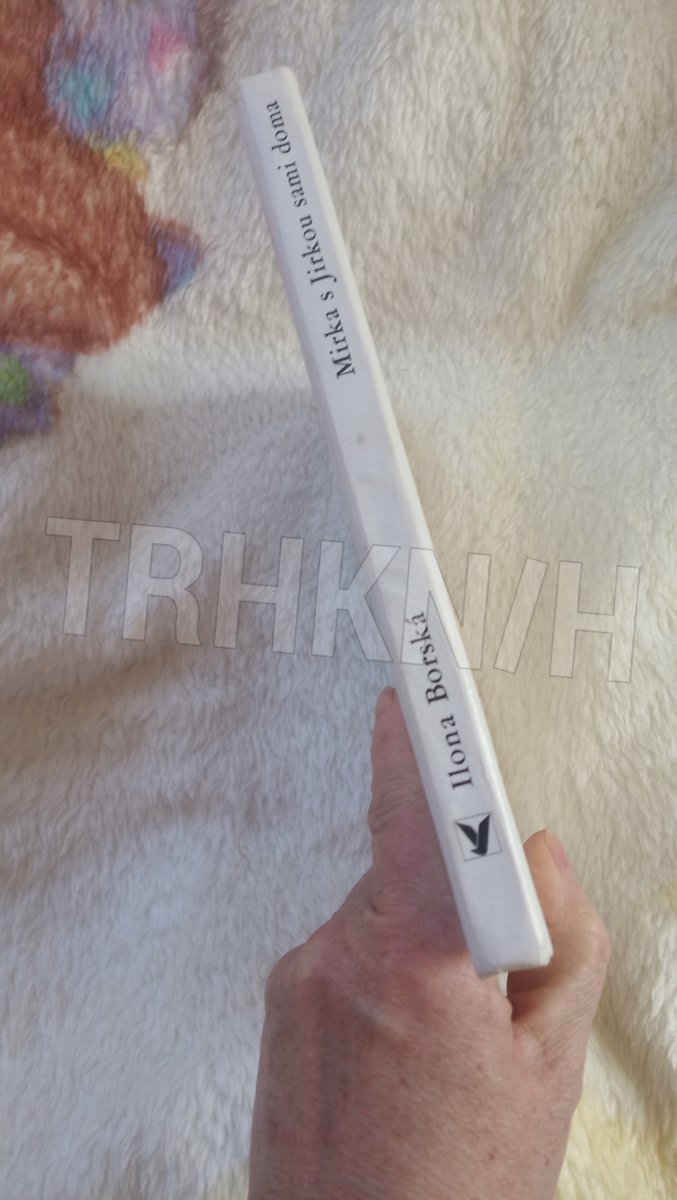 Ilona Borská
Mirka s Jirkou sami doma
TRHKNIH